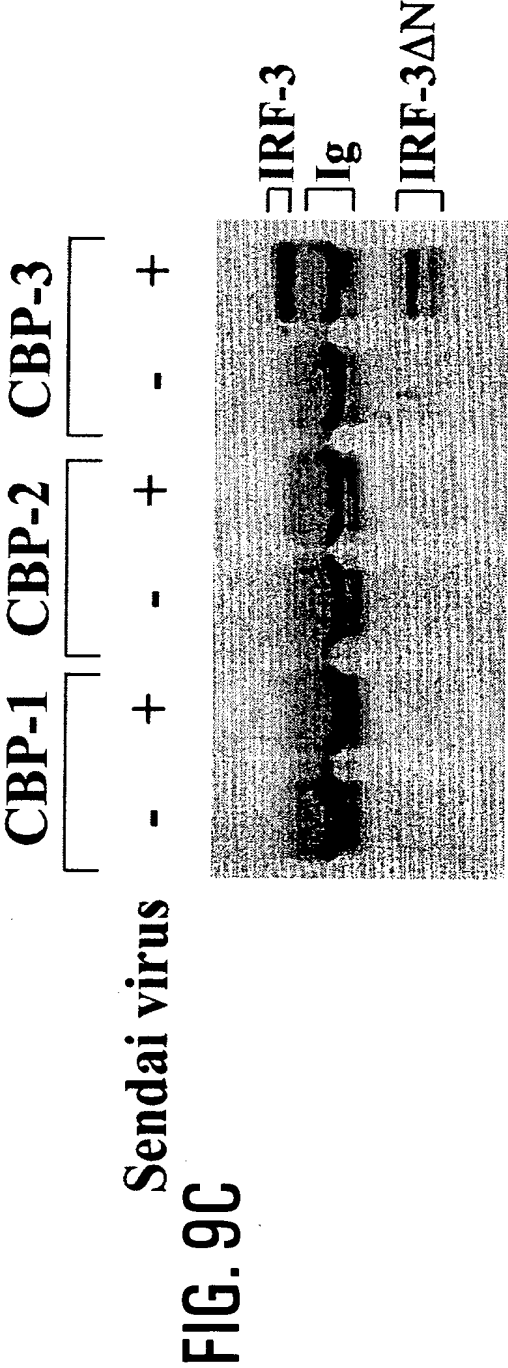 CBP-1 CBP-2 CBP-3
Sendai virus - + - + - +
IRF-3
Ig
IRF-3ΔN
FIG. 9C